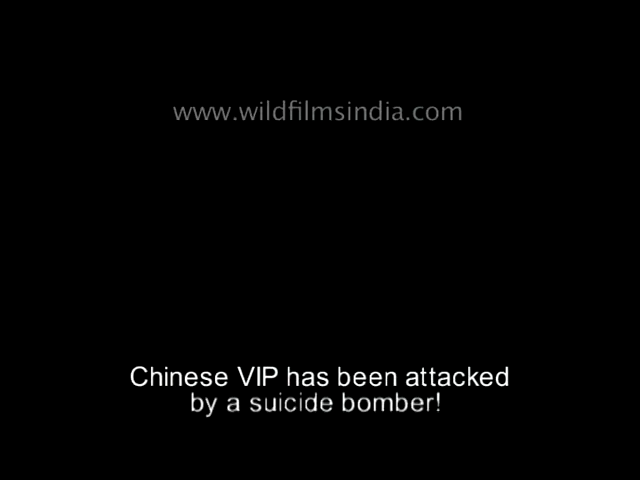 www.wildfilmsindia.com
Chinese VIP has been attacked
by a suicide bomber!